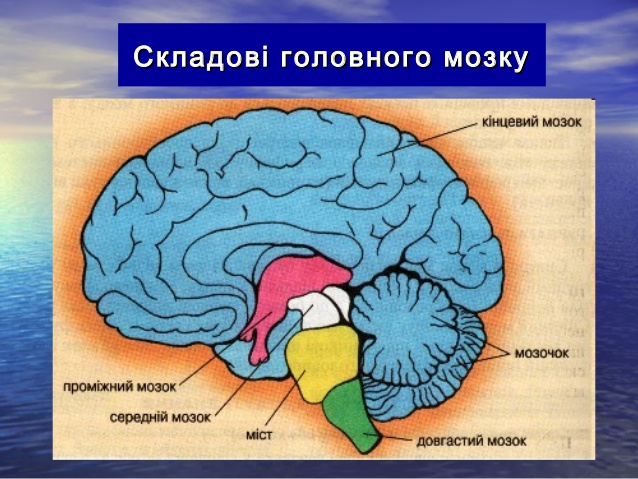 Складові головного мозку
кінцевий мозок
мозочок
проміжний мозок
середній мозок
міст
довгастий мозок